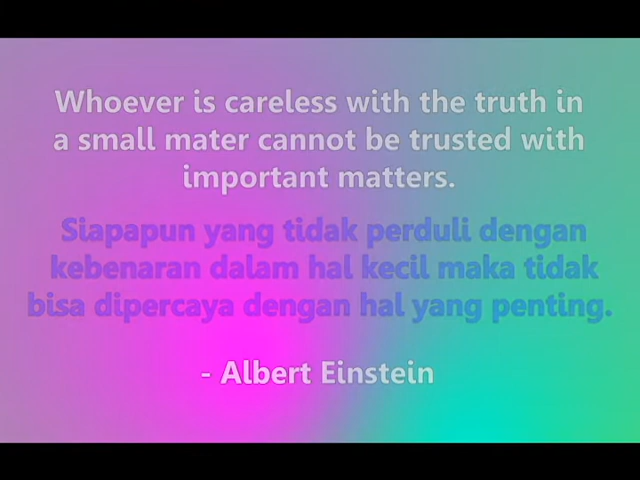 Whoever is careless with the truth in
a small mater cannot be trusted with
important matters.
Siapapun yang tidak perduli dengan
kebenaran dalam hal kecil maka tidak
bisa dipercaya dengan hal yang penting.
- Albert Einstein